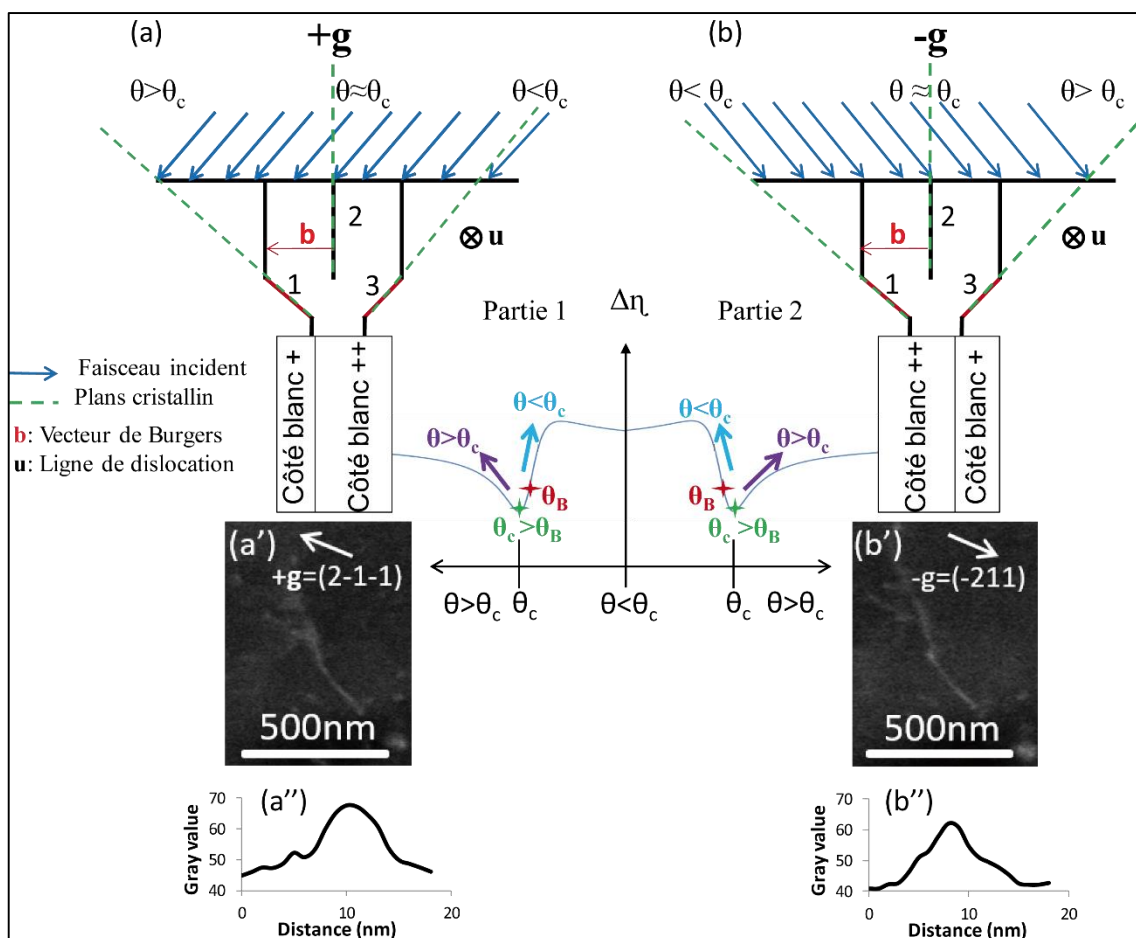 (a)
+g
θ>θc
θ≈θc
θ<θc
2
b
⊗ u
1
3
Côté blanc +
Côté blanc ++
(b)
-g
θ< θc
θ ≈ θc
θ> θc
2
b
⊗ u
1
3
Côté blanc ++
Côté blanc +
Faisceau incident
Plans cristallin
b: Vecteur de Burgers
u: Ligne de dislocation
Partie 1
Δη
Partie 2
θ<θc
θ<θc
θ>θc
θ>θc
θB
θB
θc >θB
θc >θB
θ>θc
θc
θ<θc
θc
θ>θc
(a')
+g=(2-1-1)
500nm
(b')
-g=(-211)
500nm
(a'')
Gray value
70
60
50
40
0
10
20
Distance (nm)
(b'')
Gray value
70
60
50
40
0
10
20
Distance (nm)